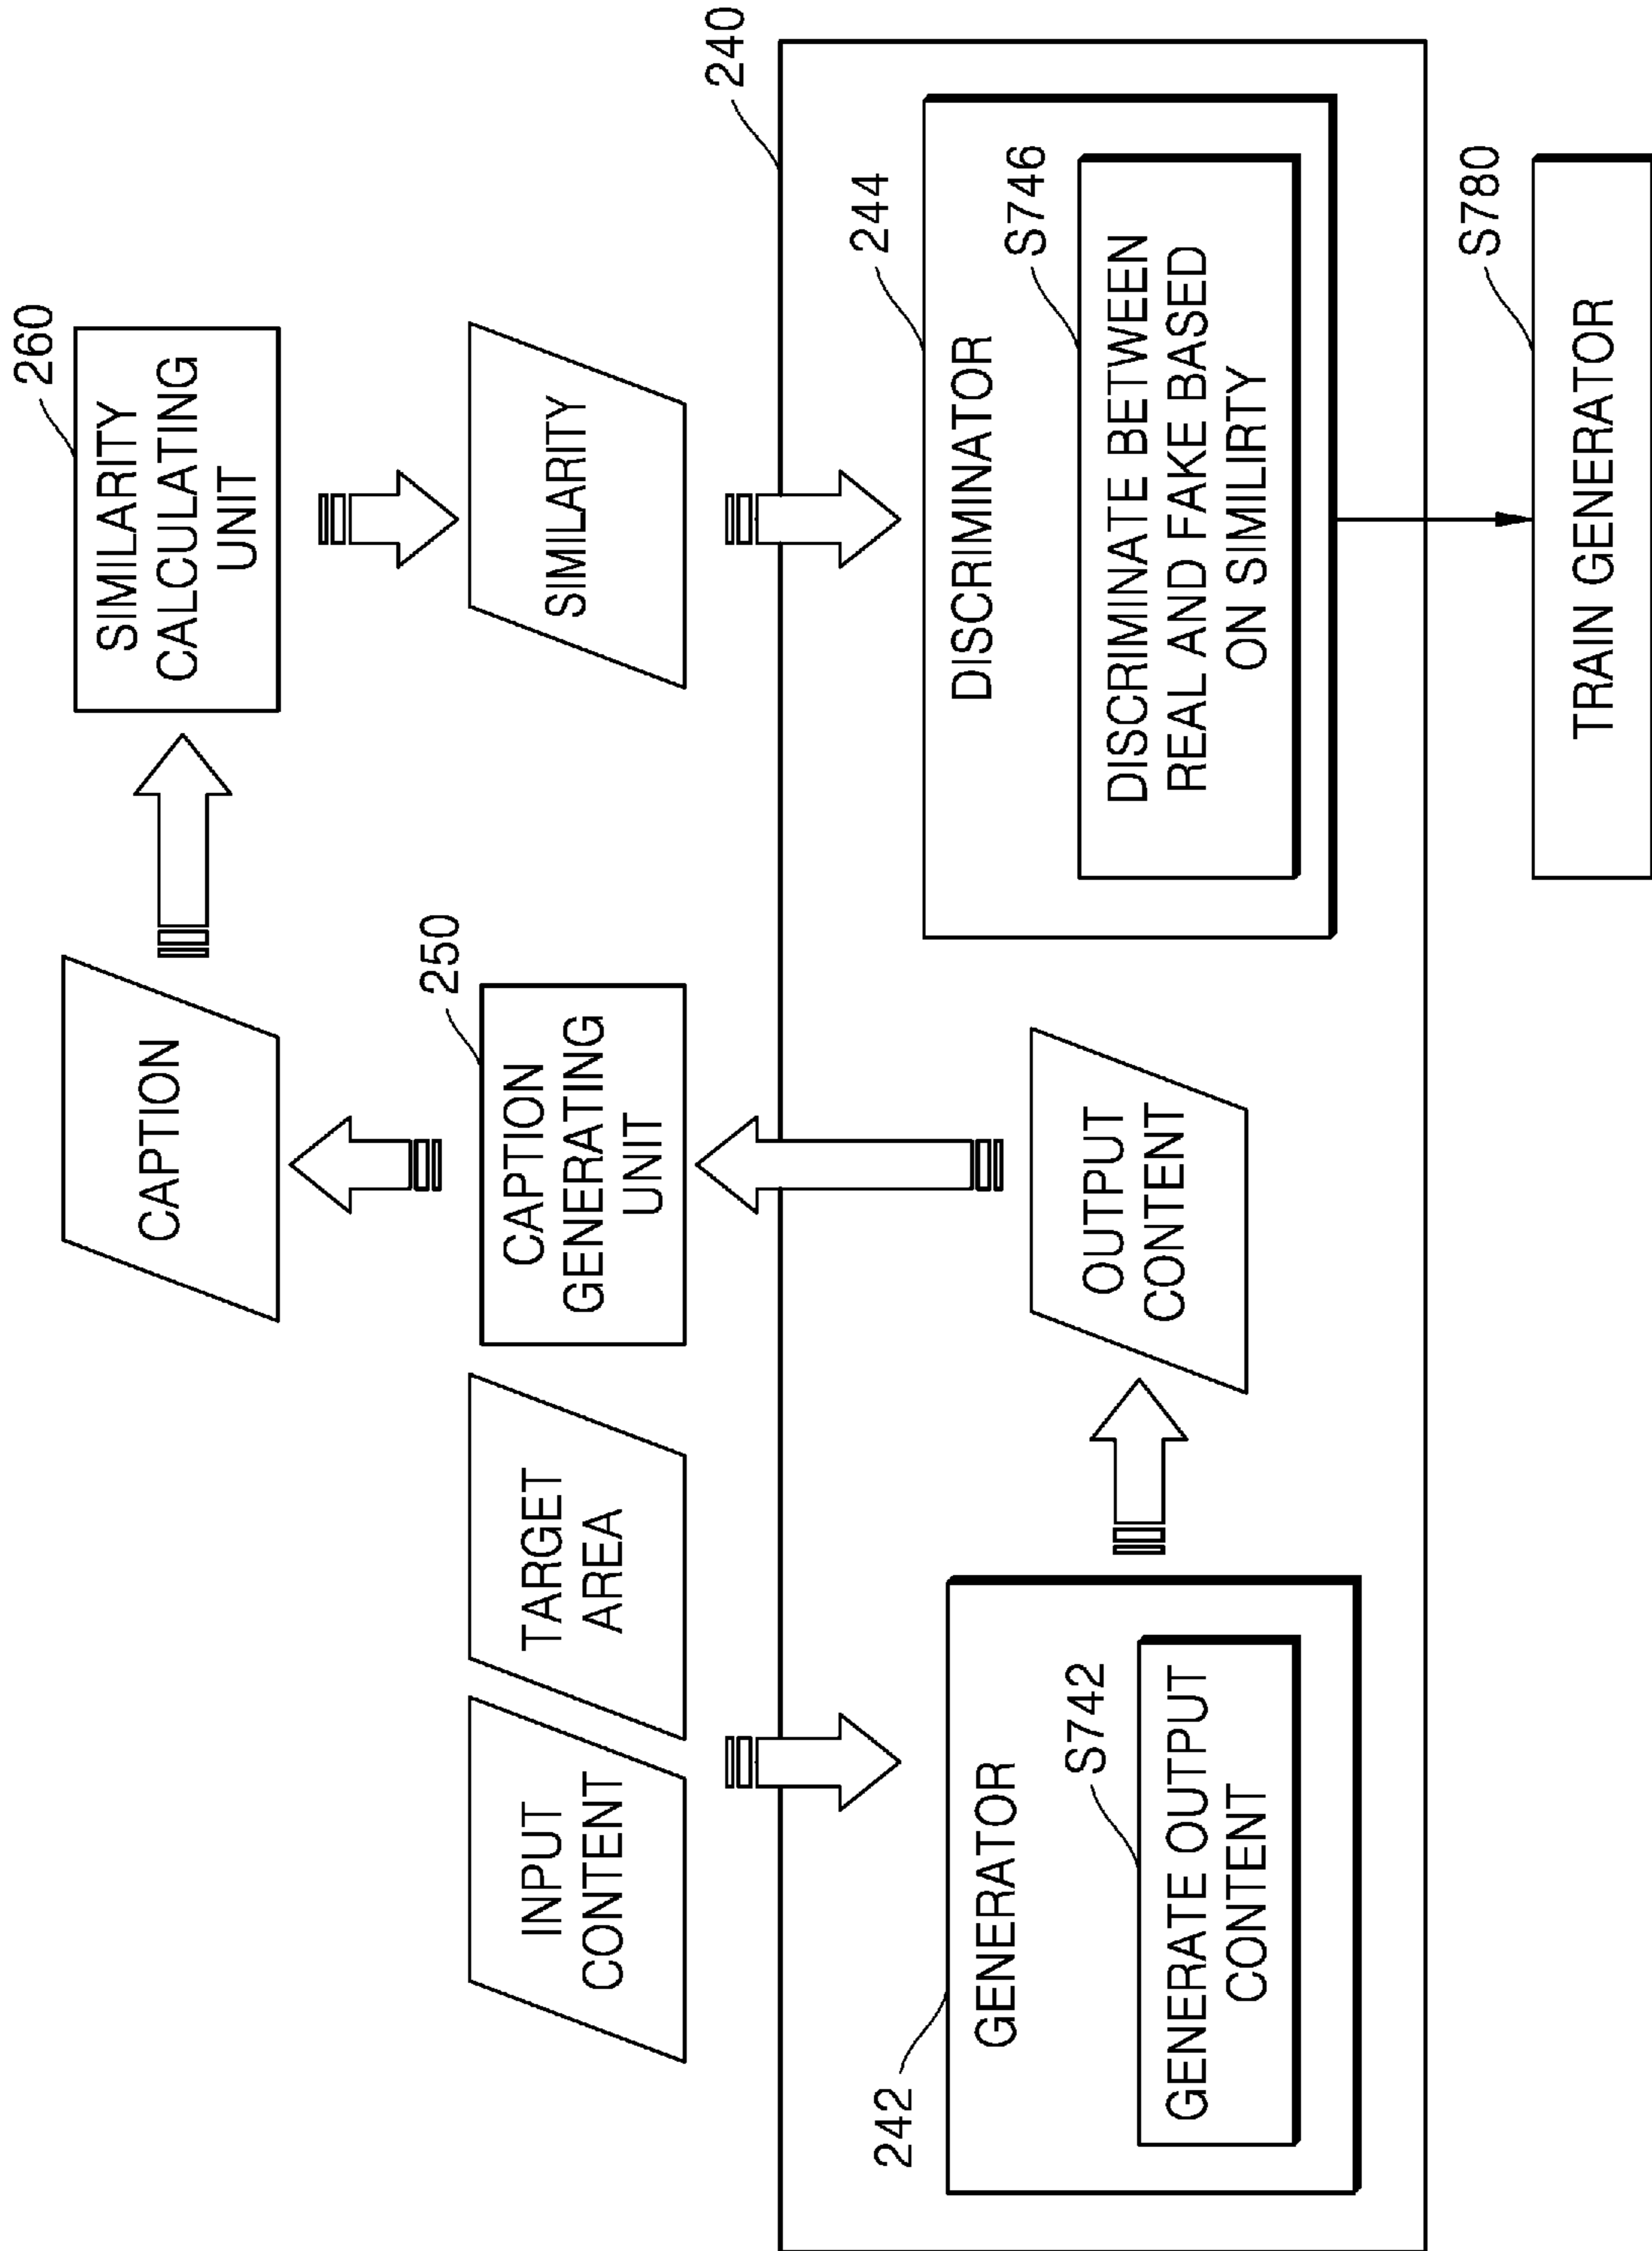 260
SIMILARITY
CALCULATING
UNIT
CAPTION
250
CAPTION
GENERATING
UNIT
SIMILARITY
INPUT
CONTENT
TARGET
AREA
240
242
GENERATOR
S742
GENERATE OUTPUT
CONTENT
OUTPUT
CONTENT
244
DISCRIMINATOR
S746
DISCRIMINATE BETWEEN
REAL AND FAKE BASED
ON SIMILIRTY
S780
TRAIN GENERATOR